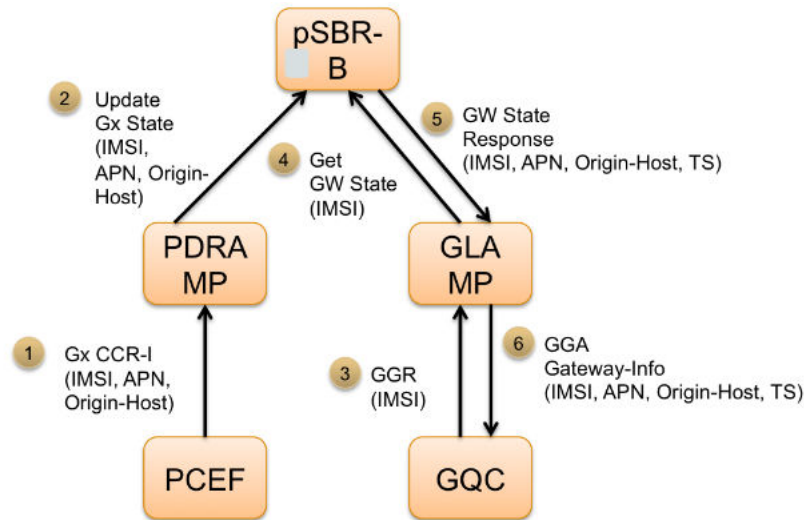 pSBR-
B
2
Update
Gx State
(IMSI,
APN, Origin-
Host)
4
Get
GW State
(IMSI)
5
GW State
Response
(IMSI, APN, Origin-Host, TS)
PDRA
MP
GLA
MP
1
Gx CCR-I
(IMSI, APN,
Origin-Host)
3
GGR
(IMSI)
6
GGA
Gateway-Info
(IMSI, APN, Origin-Host, TS)
PCEF
GQC